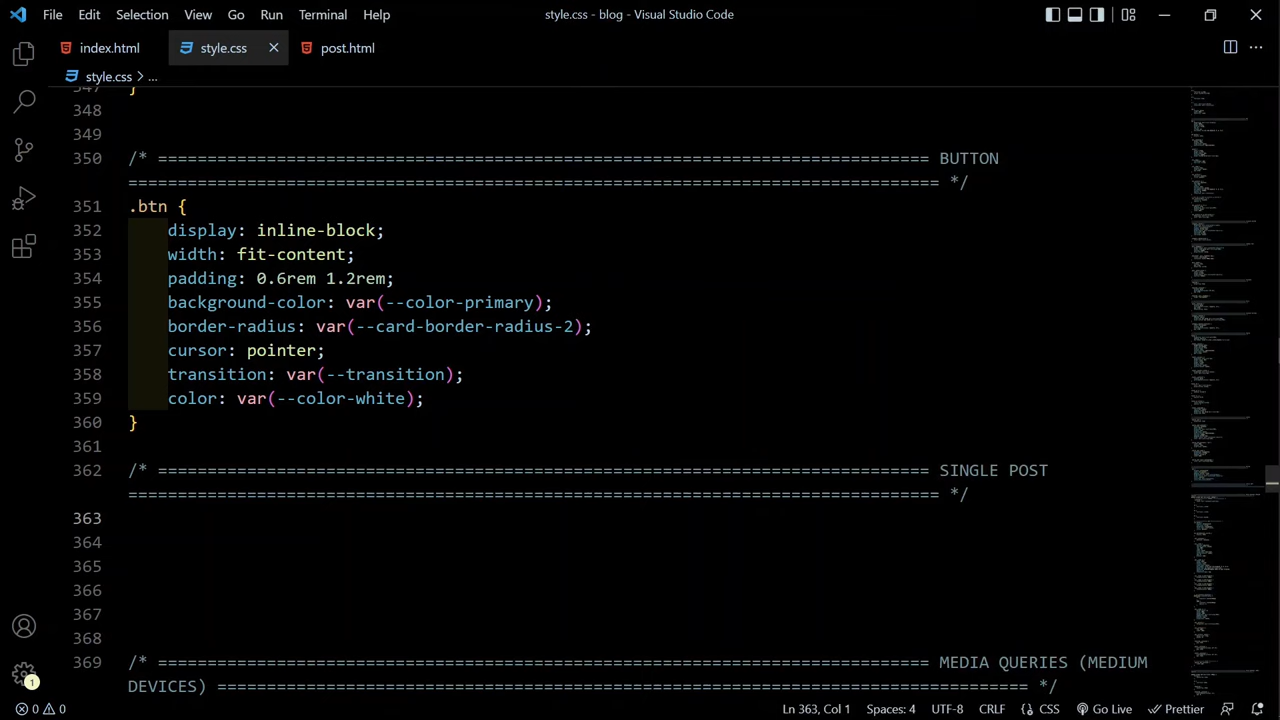 File Edit Selection View Go Run Terminal Help style.css - blog - Visual Studio Code
index.html style.css post.html
style.css > ...
347 }
348
349
350 /* ============================================================================== BUTTON
================================================================================= */
351 .btn {
352 display: inline-block;
353 width: fit-content;
354 padding: 0.6rem 1.2rem;
355 background-color: var(--color-primary);
356 border-radius: var(--card-border-radius-2);
357 cursor: pointer;
358 transition: var(--transition);
359 color: var(--color-white);
360 }
361
362 /* ============================================================================== SINGLE POST
================================================================================== */
363
364
365
366
367
368
369 /* ============================================================================== MEDIA QUERIES (MEDIUM
DEVICES) ================================================================================== */
0 0 Ln 363, Col 1 Spaces: 4 UTF-8 CRLF {} CSS Go Live Prettier
1